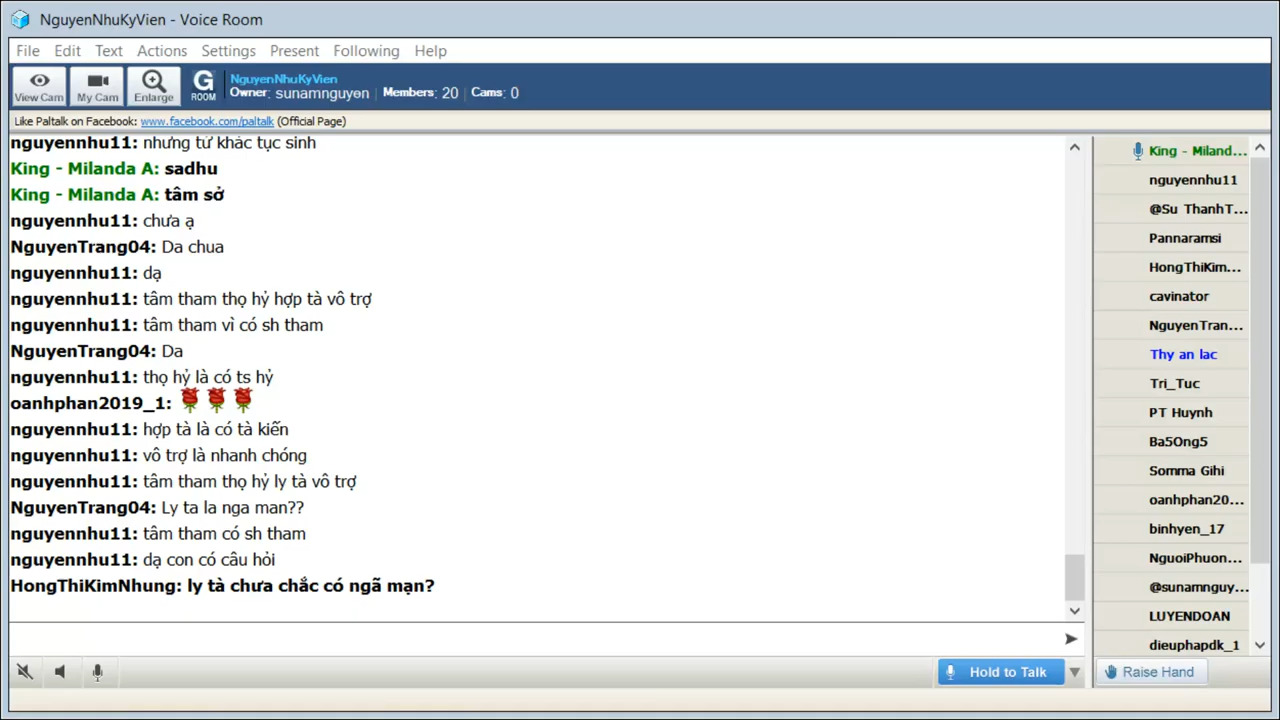 NguyenNhuKyVien - Voice Room
File Edit Text Actions Settings Present Following Help
View Cam My Cam Enlarge G ROOM NguyenNhuKyVien
Owner: sunamnguyen Members: 20 Cams: 0
Like Paltalk on Facebook: www.facebook.com/paltalk (Official Page)
nguyennhu11: nhưng tứ khác tục sinh
King - Milanda A: sadhu
King - Milanda A: tâm sở
nguyennhu11: chưa ạ
NguyenTrang04: Da chua
nguyennhu11: dạ
nguyennhu11: tâm tham thọ hỷ hợp tà vô trợ
nguyennhu11: tâm tham vì có sh tham
NguyenTrang04: Da
nguyennhu11: thọ hỷ là có ts hỷ
oanhphan2019_1:
nguyennhu11: hợp tà là có tà kiến
nguyennhu11: vô trợ là nhanh chóng
nguyennhu11: tâm tham thọ hỷ ly tà vô trợ
NguyenTrang04: Ly ta la nga man??
nguyennhu11: tâm tham có sh tham
nguyennhu11: dạ con có câu hỏi
HongThiKimNhung: ly tà chưa chắc có ngã mạn?
King - Miland...
nguyennhu11
@Su ThanhT...
Pannaramsi
HongThiKim...
cavinator
NguyenTran...
Thy an lac
Tri_Tuc
PT Huynh
Ba5Ong5
Somma Gihi
oanhphan20...
binhyen_17
NguoiPhuon...
@sunamnguy...
LUYENDOAN
dieuphapdk_1
Hold to Talk
Raise Hand